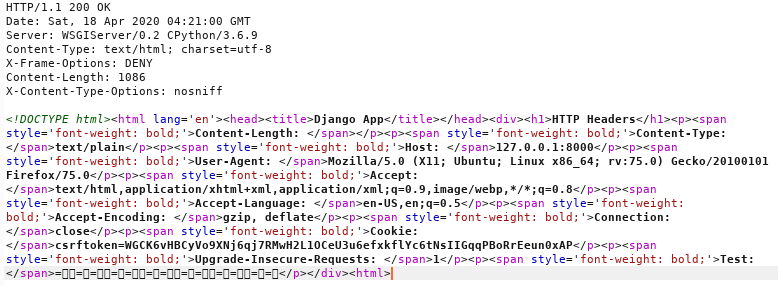 HTTP/1.1 200 OK
Date: Sat, 18 Apr 2020 04:21:00 GMT
Server: WSGIServer/0.2 CPython/3.6.9
Content-Type: text/html; charset=utf-8
X-Frame-Options: DENY
Content-Length: 1086
X-Content-Type-Options: nosniff

<!DOCTYPE html><html lang='en'><head><title>Django App</title></head><div><h1>HTTP Headers</h1><p><span
style='font-weight: bold;'>Content-Length: </span></p><p><span style='font-weight: bold;'>Content-Type:
</span>text/plain</p><p><span style='font-weight: bold;'>Host: </span>127.0.0.1:8000</p><p><span
style='font-weight: bold;'>User-Agent: </span>Mozilla/5.0 (X11; Ubuntu; Linux x86_64; rv:75.0) Gecko/20100101
Firefox/75.0</p><p><span style='font-weight: bold;'>Accept:
</span>text/html,application/xhtml+xml,application/xml;q=0.9,image/webp,*/*;q=0.8</p><p><span
style='font-weight: bold;'>Accept-Language: </span>en-US,en;q=0.5</p><p><span style='font-weight:
bold;'>Accept-Encoding: </span>gzip, deflate</p><p><span style='font-weight: bold;'>Connection:
</span>close</p><p><span style='font-weight: bold;'>Cookie:
</span>csrftoken=WGCK6vHBCyVo9XNj6qj7RMwH2L1OCeU3u6efxkflYc6tNsIIGqqPBoRrEeun0xAP</p><p><span
style='font-weight: bold;'>Upgrade-Insecure-Requests: </span>1</p><p><span style='font-weight: bold;'>Test:
</span></p></div><html>